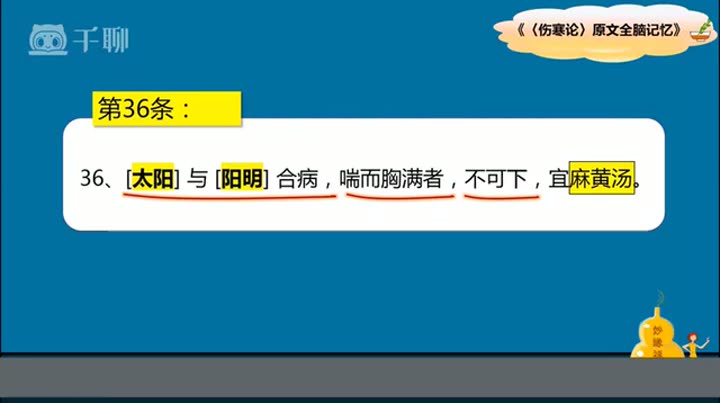 千聊
《〈伤寒论〉原文全脑记忆》
第36条：
36、[太阳] 与 [阳明] 合病，喘而胸满者，不可下，宜麻黄汤。